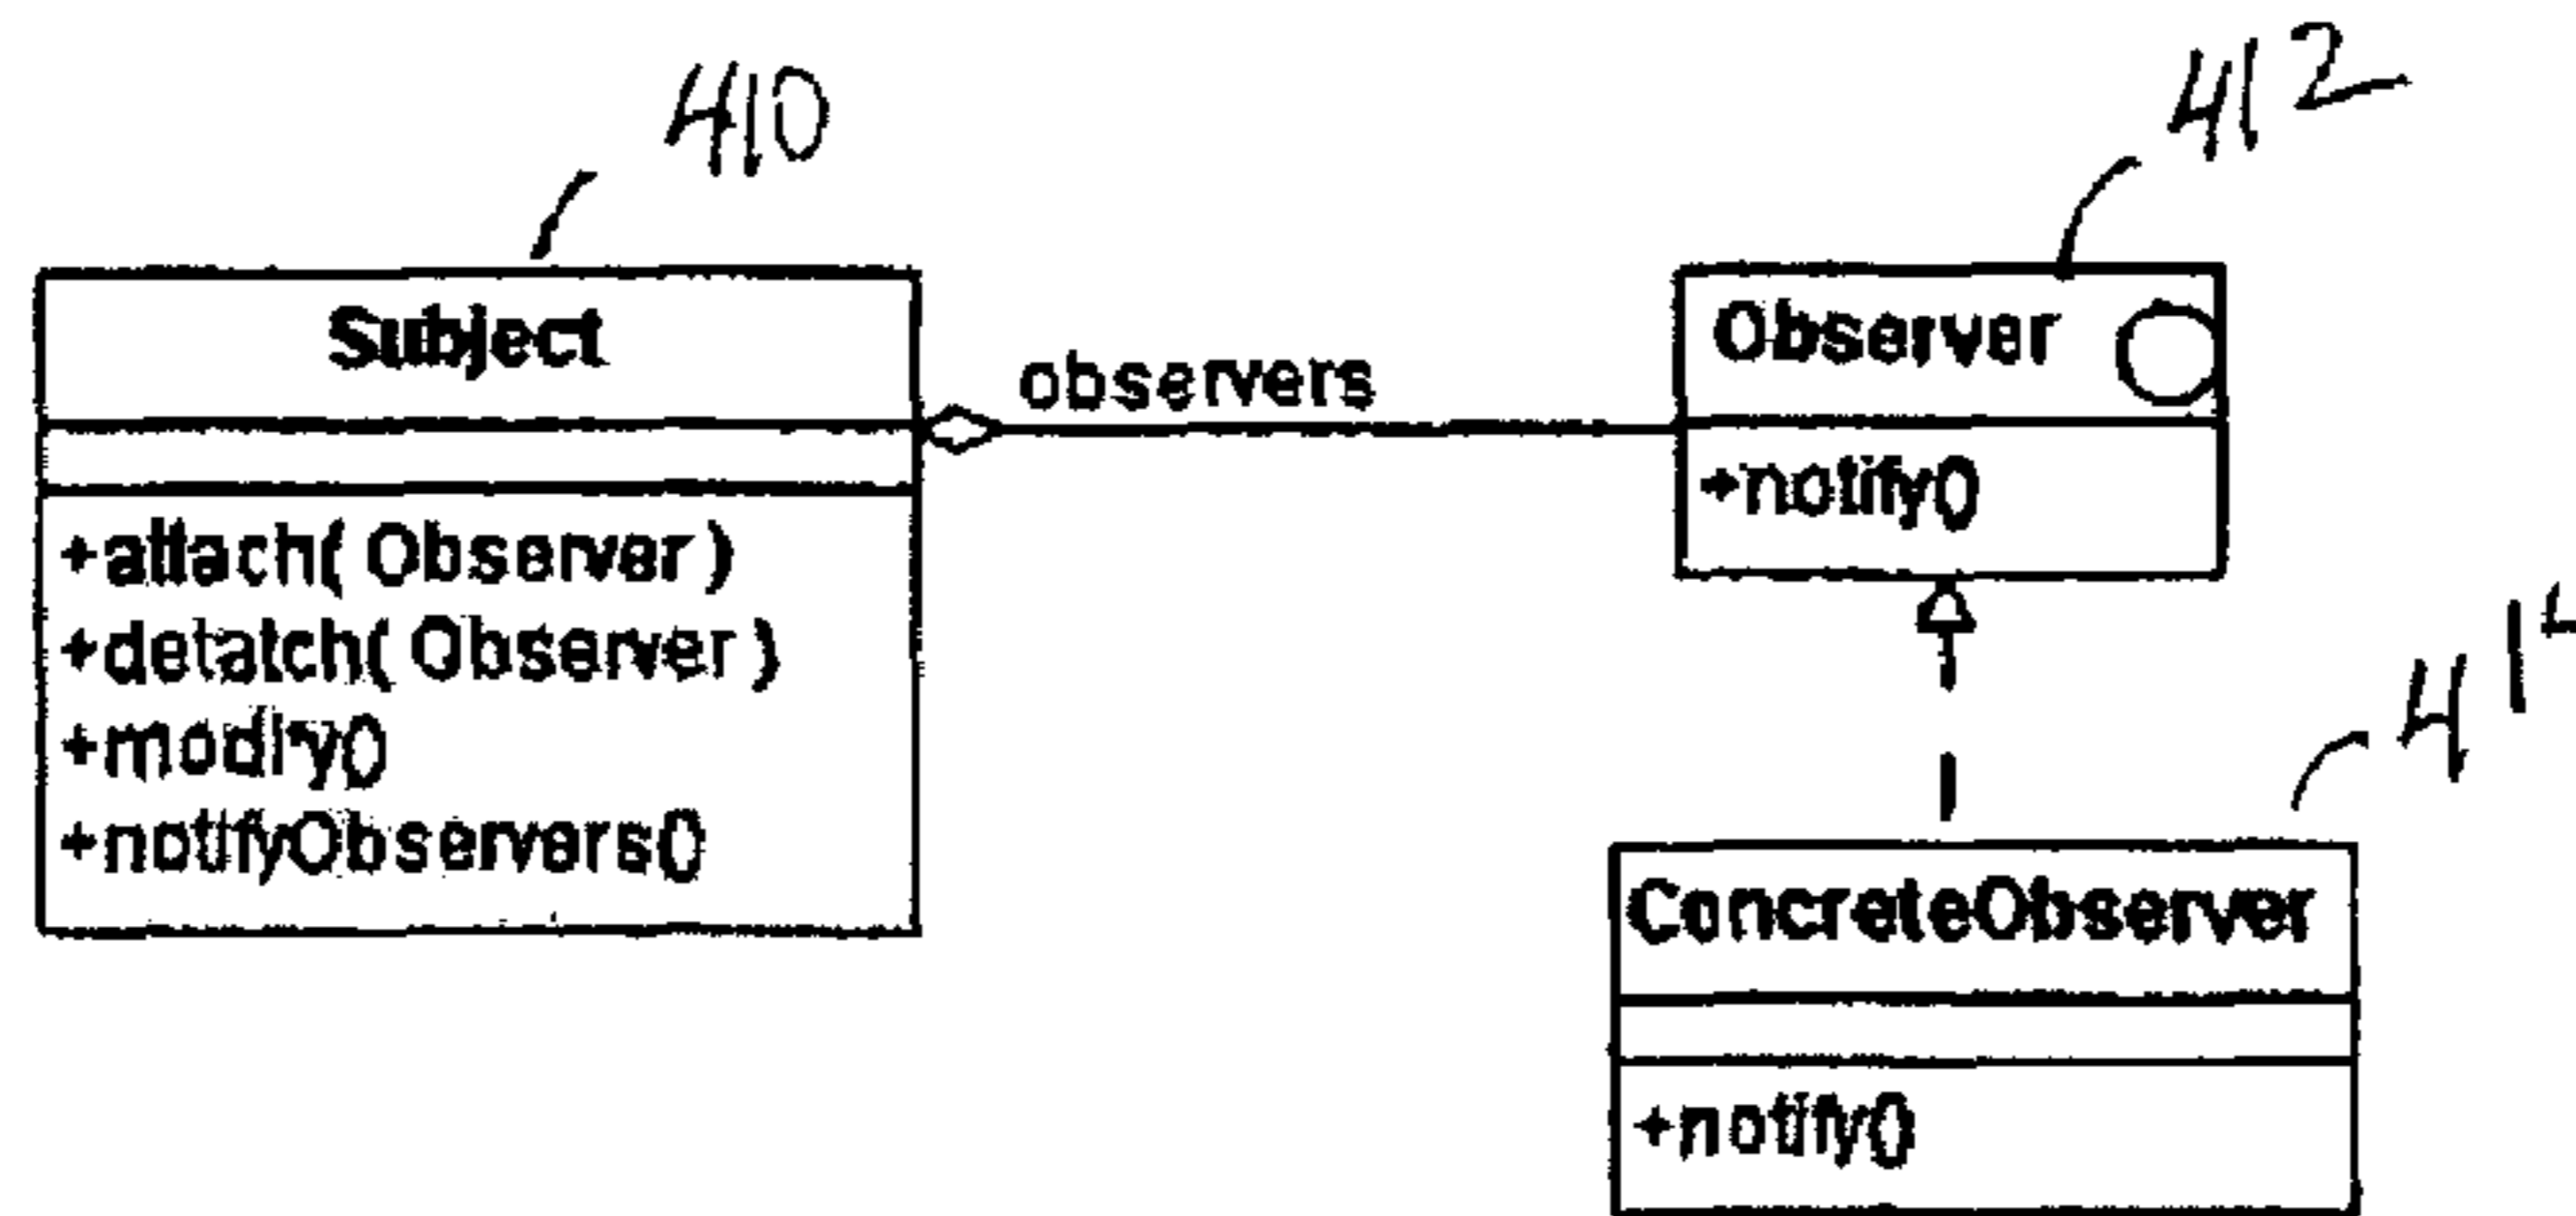 410
412
Subject
Observer
observers
+notify()
+attach( Observer )
+detatch( Observer )
+modify()
+notifyObservers()
ConcreteObserver
+notify()